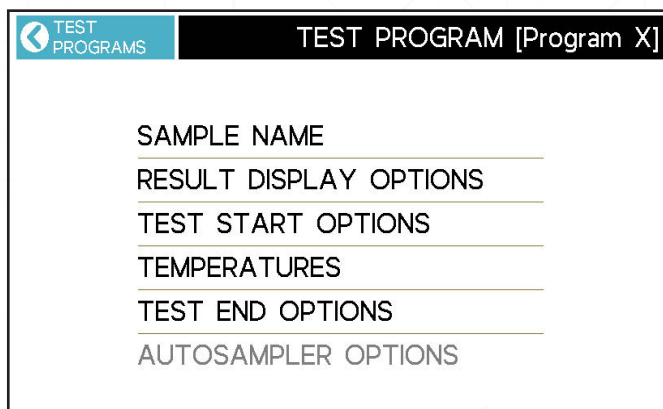 TEST
PROGRAMS
TEST PROGRAM [Program X]
SAMPLE NAME
RESULT DISPLAY OPTIONS
TEST START OPTIONS
TEMPERATURES
TEST END OPTIONS
AUTOSAMPLER OPTIONS